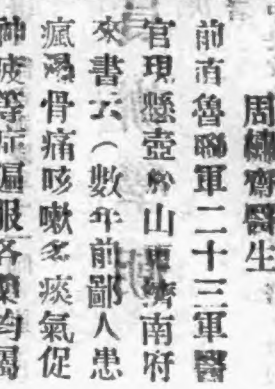 周齋醫生
前直魯聯軍二十三軍醫
官現懸壺於山東濟南府
來書云（數年前鄙人患
瘋濕骨痛咳嗽多痰氣促
神疲等症遍服各藥均屬